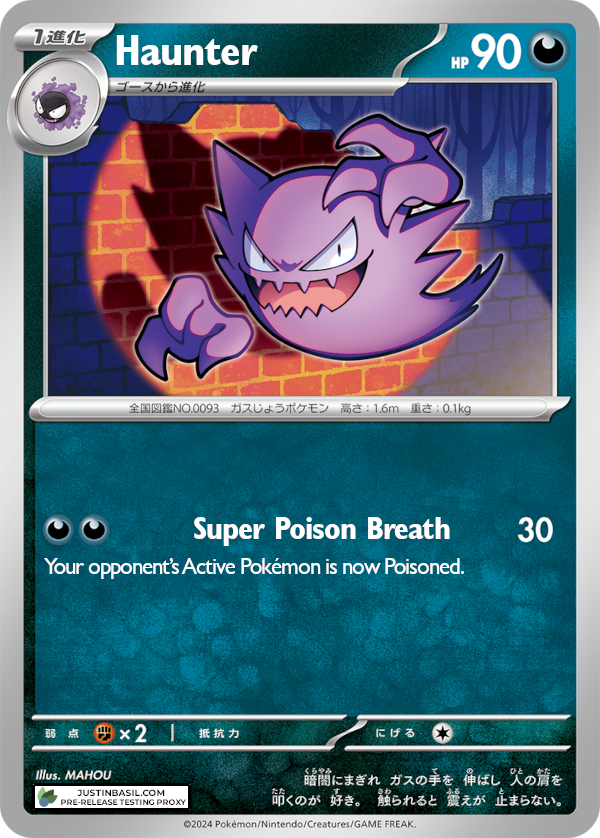 1進化 Haunter HP 90
ゴースから進化
全国図鑑NO.0093 ガスじょうポケモン 高さ：1.6m 重さ：0.1kg
Super Poison Breath 30
Your opponent's Active Pokémon is now Poisoned.
弱点 ×2 抵抗力 にげる
Illus. MAHOU
JUSTINBASIL.COM
PRE-RELEASE TESTING PROXY
暗闇にまぎれ ガスの手を 伸ばし 人の肩を
叩くのが 好き。 触られると 震えが 止まらない。
©2024 Pokémon/Nintendo/Creatures/GAME FREAK.